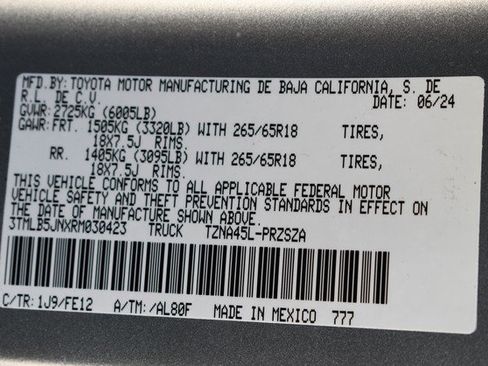 MFD.BY: TOYOTA MOTOR MANUFACTURING DE BAJA CALIFORNIA, S. DE
R.L. DE C.V. DATE: 06/24
GVWR: 2725KG (6005LB)
GAWR: FRT. 1505KG (3320LB) WITH 265/65R18 TIRES,
18X7.5J RIMS.
RR. 1405KG (3095LB) WITH 265/65R18 TIRES,
18X7.5J RIMS.
THIS VEHICLE CONFORMS TO ALL APPLICABLE FEDERAL MOTOR
VEHICLE SAFETY AND THEFT PREVENTION STANDARDS IN EFFECT ON
THE DATE OF MANUFACTURE SHOWN ABOVE.
3TMLB5JNXRM030423 TRUCK TZNA45L-PRZSZA
C/TR: 1J9/FE12 A/TM: /AL80F MADE IN MEXICO 777